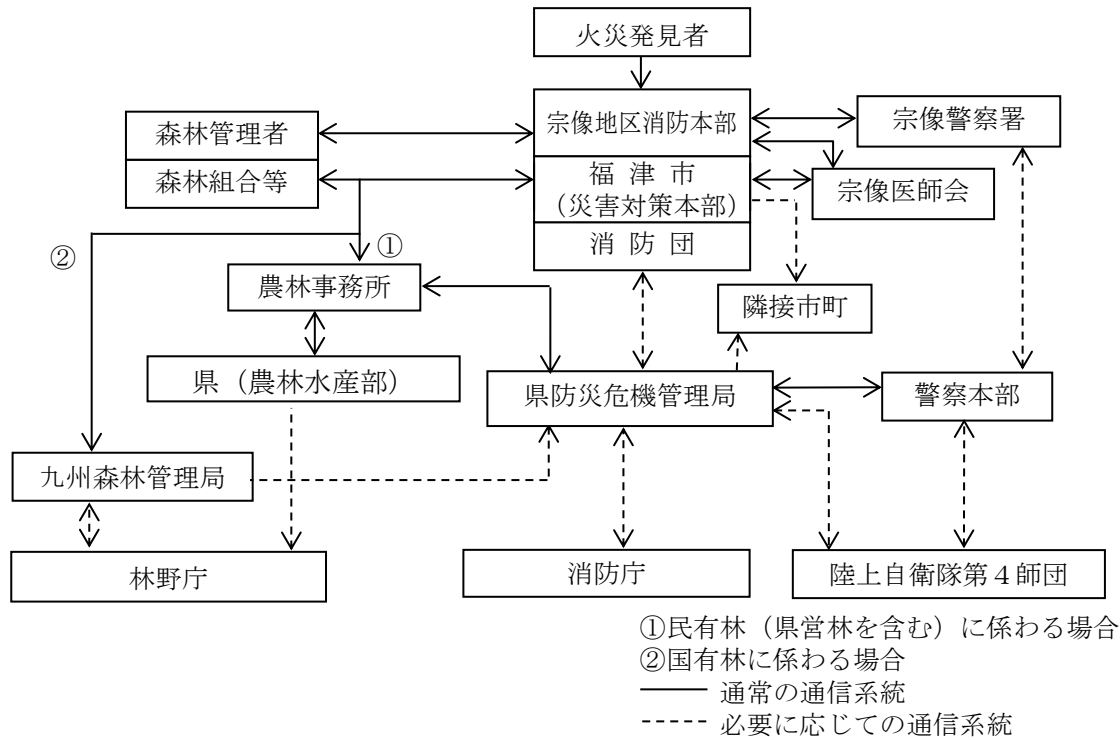 火災発見者
宗像地区消防本部
宗像警察署
森林管理者
森林組合等
福津市
（災害対策本部）
宗像医師会
消防団
②
①
農林事務所
隣接市町
県（農林水産部）
県防災危機管理局
警察本部
九州森林管理局
林野庁
消防庁
陸上自衛隊第４師団
①民有林（県営林を含む）に係わる場合
②国有林に係わる場合
通常の通信系統
必要に応じての通信系統